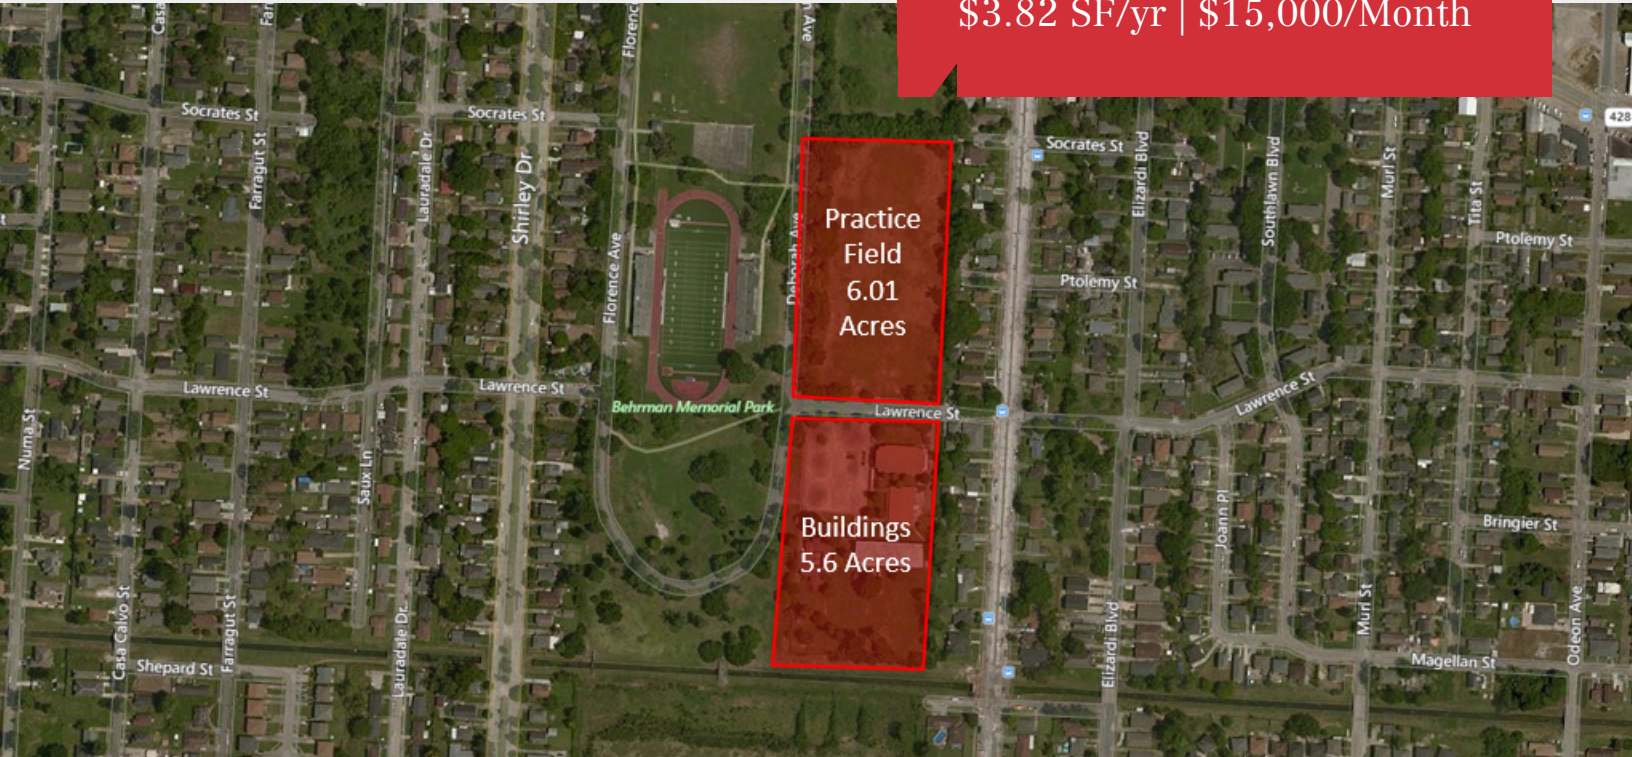 $3.82 SF/yr | $15,000/Month
428
Socrates St
Socrates St
Socrates St
Farragut St
Lauradale Dr
Shirley Dr
Florence Ave
Deborah Ave
Elizardi Blvd
Southlawn Blvd
Murl St
Tita St
Ptolemy St
Ptolemy St
Practice
Field
6.01
Acres
Lawrence St
Lawrence St
Behrman Memorial Park
Lawrence St
Lawrence St
Numa St
Saux Ln
Joann Pl
Bringier St
Buildings
5.6 Acres
Casa Calvo St
Farragut St
Lauradale Dr
Elizardi Blvd
Murl St
Odeon Ave
Shepard St
Magellan St